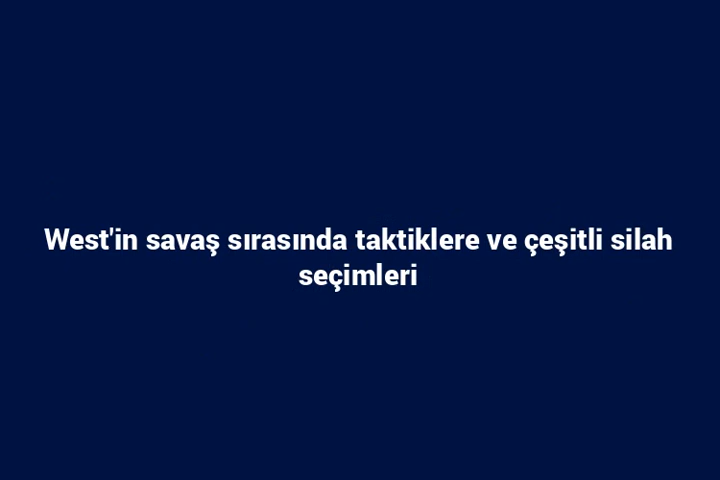 West'in savaş sırasında taktiklere ve çeşitli silah
seçimleri